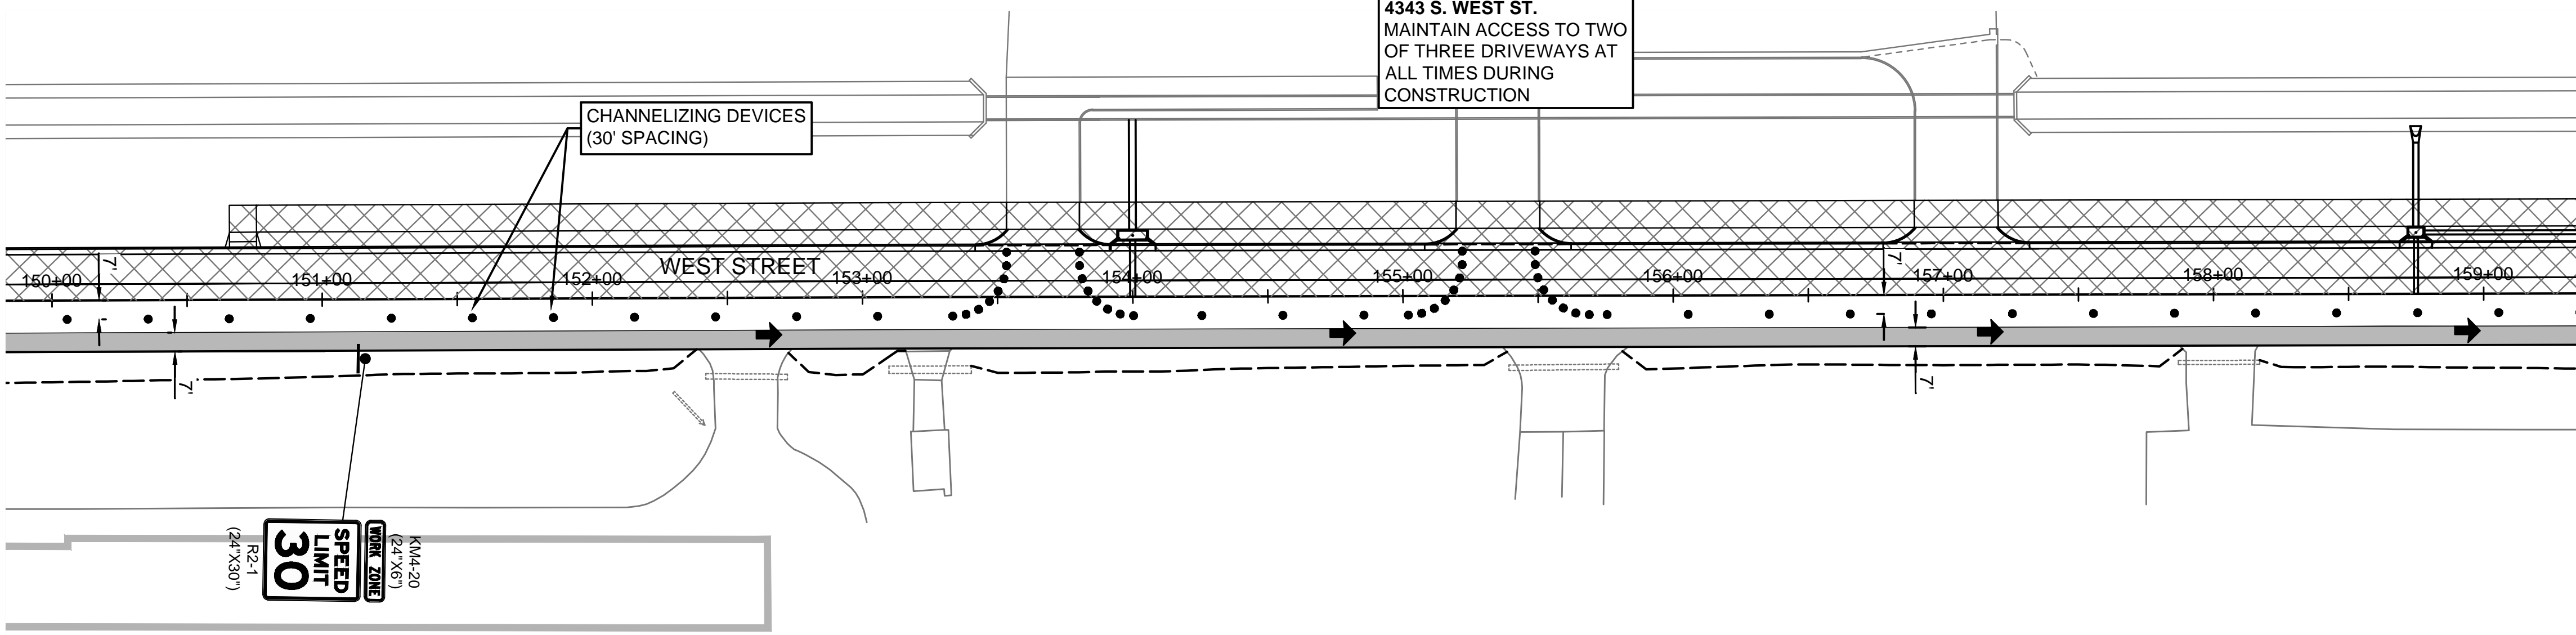 4343 S. WEST ST.
MAINTAIN ACCESS TO TWO
OF THREE DRIVEWAYS AT
ALL TIMES DURING
CONSTRUCTION
CHANNELIZING DEVICES
(30' SPACING)
WEST STREET
150+00
151+00
152+00
153+00
154+00
155+00
156+00
157+00
158+00
159+00
7'
7'
7'
7'
KM4-20
(24"X6")
WORK ZONE
SPEED
LIMIT
30
R2-1
(24"X30")